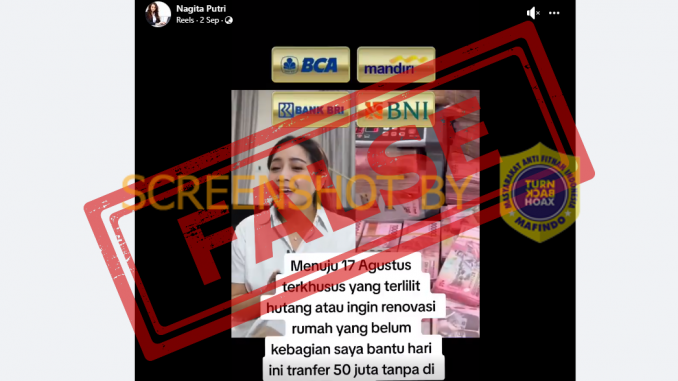 Nagita Putri
Reels · 2 Sep ·
BCA
mandiri
BANK BRI
BNI
FALSE
SCREENSHOT BY
MASYARAKAT ANTI FITNAH INDONESIA
TURN
BACK
HOAX
MAFINDO
Menuju 17 Agustus
terkhusus yang terlilit
hutang atau ingin renovasi
rumah yang belum
kebagian saya bantu hari
ini tranfer 50 juta tanpa di